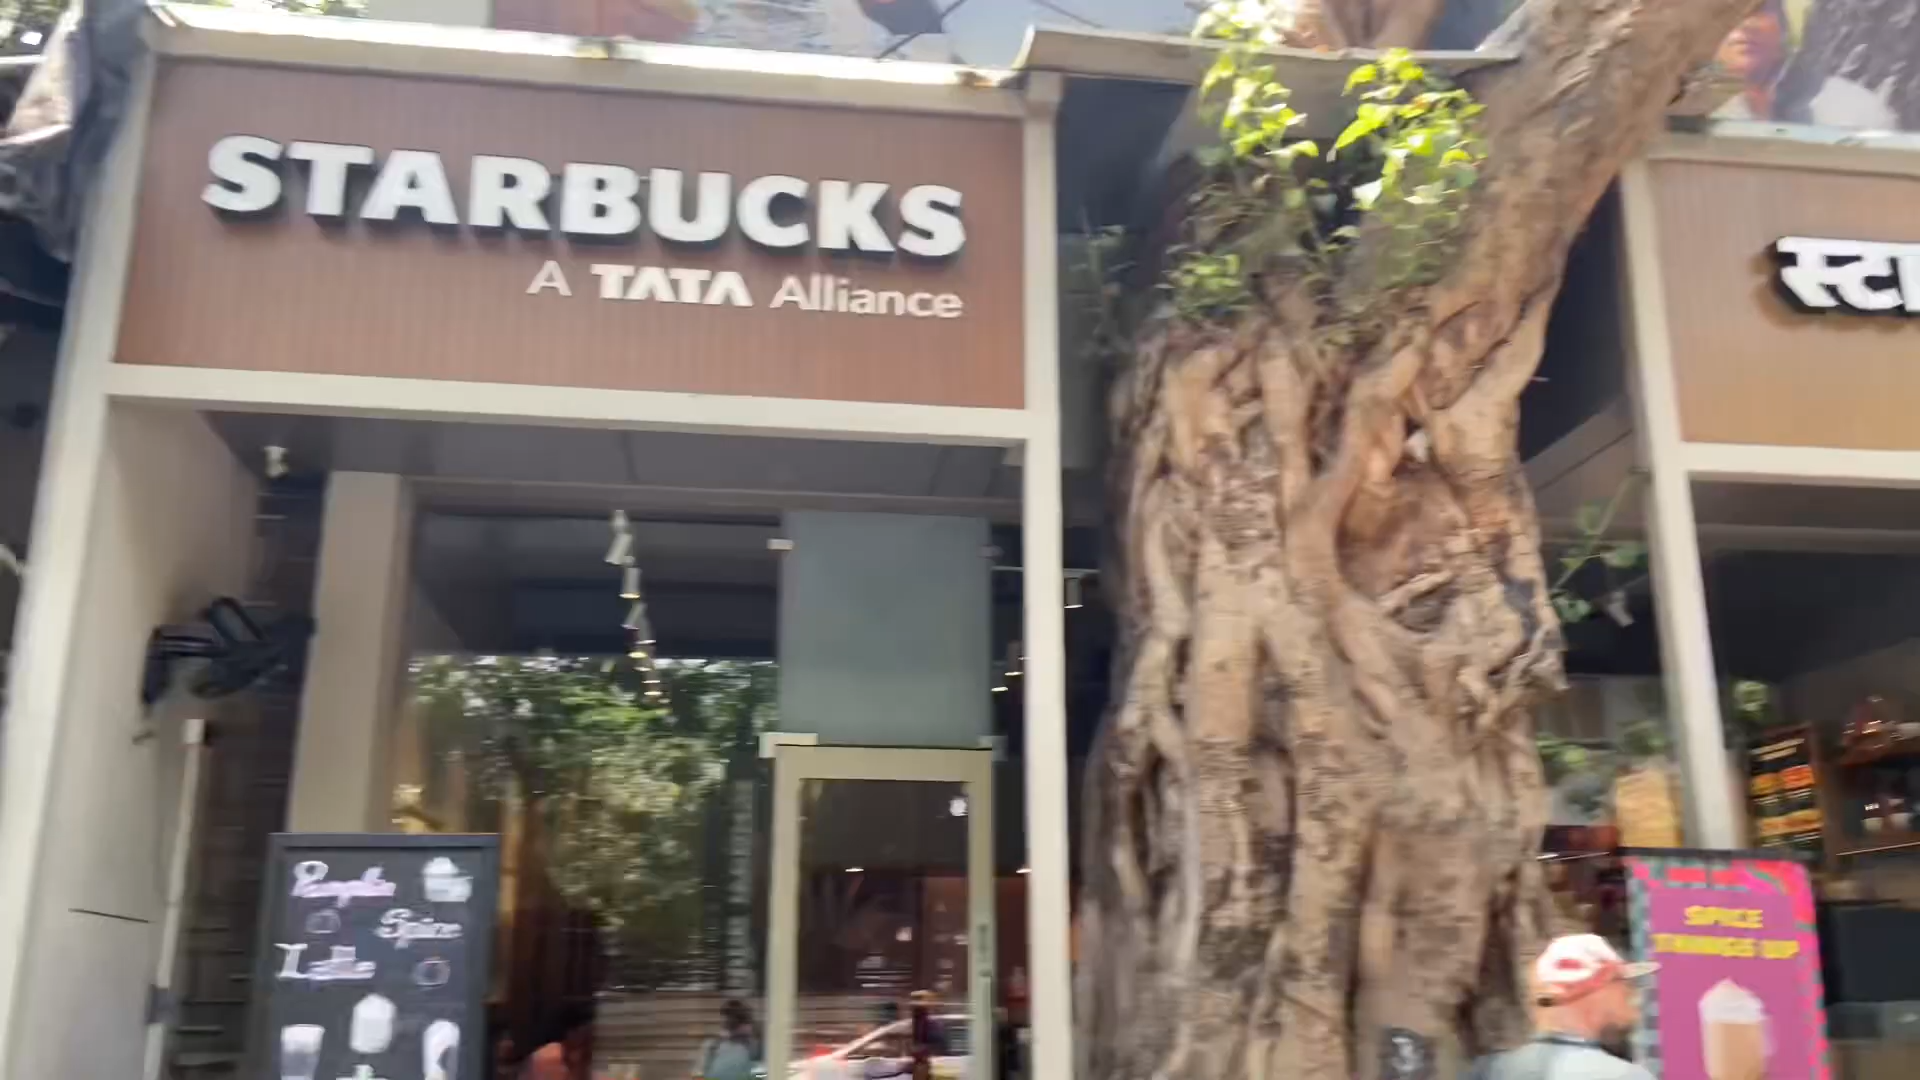 STARBUCKS
A TATA Alliance
स्टा
Pumpkin
Spice
Latte
SPICE
THINGS UP